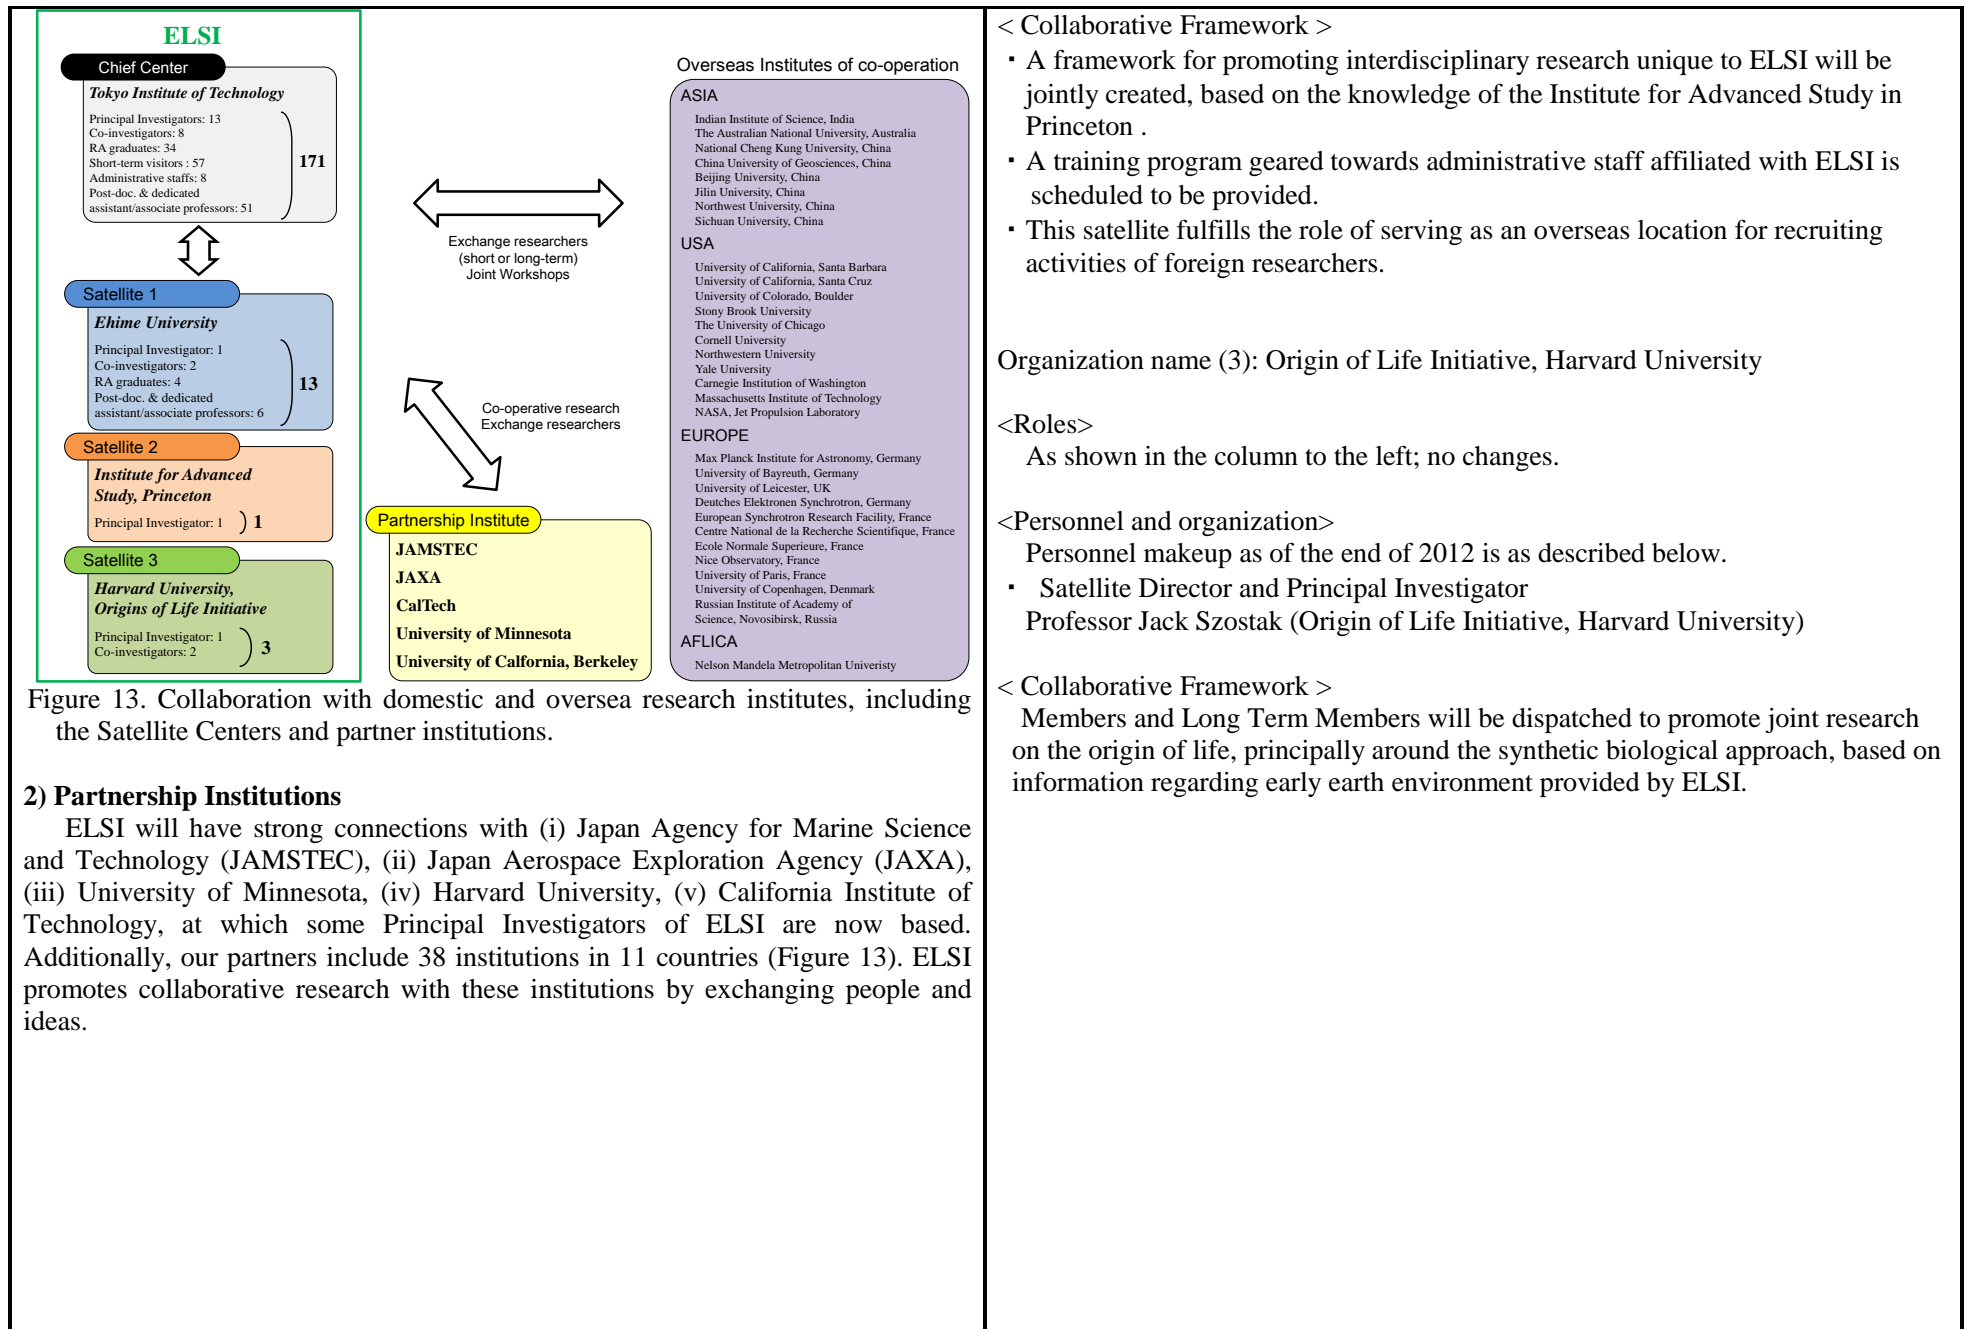 ELSI
Chief Center
Tokyo Institute of Technology
Principal Investigators: 13
Co-investigators: 8
RA graduates: 34
Short-term visitors : 57
Administrative staffs: 8
Post-doc. & dedicated
assistant/associate professors: 51
171
Satellite 1
Ehime University
Principal Investigator: 1
Co-investigators: 2
RA graduates: 4
Post-doc. & dedicated
assistant/associate professors: 6
13
Satellite 2
Institute for Advanced
Study, Princeton
Principal Investigator: 1
1
Satellite 3
Harvard University,
Origins of Life Initiative
Principal Investigator: 1
Co-investigators: 2
3
Exchange researchers
(short or long-term)
Joint Workshops
Co-operative research
Exchange researchers
Partnership Institute
JAMSTEC
JAXA
CalTech
University of Minnesota
University of Calfornia, Berkeley
Overseas Institutes of co-operation
ASIA
Indian Institute of Science, India
The Australian National University, Australia
National Cheng Kung University, China
China University of Geosciences, China
Beijing University, China
Jilin University, China
Northwest University, China
Sichuan University, China
USA
University of California, Santa Barbara
University of California, Santa Cruz
University of Colorado, Boulder
Stony Brook University
The University of Chicago
Cornell University
Northwestern University
Yale University
Carnegie Institution of Washington
Massachusetts Institute of Technology
NASA, Jet Propulsion Laboratory
EUROPE
Max Planck Institute for Astronomy, Germany
University of Bayreuth, Germany
University of Leicester, UK
Deutches Elektronen Synchrotron, Germany
European Synchrotron Research Facility, France
Centre National de la Recherche Scientifique, France
Ecole Normale Superieure, France
Nice Observatory, France
University of Paris, France
University of Copenhagen, Denmark
Russian Institute of Academy of
Science, Novosibirsk, Russia
AFLICA
Nelson Mandela Metropolitan Univeristy
Figure 13. Collaboration with domestic and oversea research institutes, including
the Satellite Centers and partner institutions.
2) Partnership Institutions
ELSI will have strong connections with (i) Japan Agency for Marine Science
and Technology (JAMSTEC), (ii) Japan Aerospace Exploration Agency (JAXA),
(iii) University of Minnesota, (iv) Harvard University, (v) California Institute of
Technology, at which some Principal Investigators of ELSI are now based.
Additionally, our partners include 38 institutions in 11 countries (Figure 13). ELSI
promotes collaborative research with these institutions by exchanging people and
ideas.
< Collaborative Framework >
・A framework for promoting interdisciplinary research unique to ELSI will be
jointly created, based on the knowledge of the Institute for Advanced Study in
Princeton .
・A training program geared towards administrative staff affiliated with ELSI is
scheduled to be provided.
・This satellite fulfills the role of serving as an overseas location for recruiting
activities of foreign researchers.
Organization name (3): Origin of Life Initiative, Harvard University
<Roles>
As shown in the column to the left; no changes.
<Personnel and organization>
Personnel makeup as of the end of 2012 is as described below.
・ Satellite Director and Principal Investigator
Professor Jack Szostak (Origin of Life Initiative, Harvard University)
< Collaborative Framework >
Members and Long Term Members will be dispatched to promote joint research
on the origin of life, principally around the synthetic biological approach, based on
information regarding early earth environment provided by ELSI.